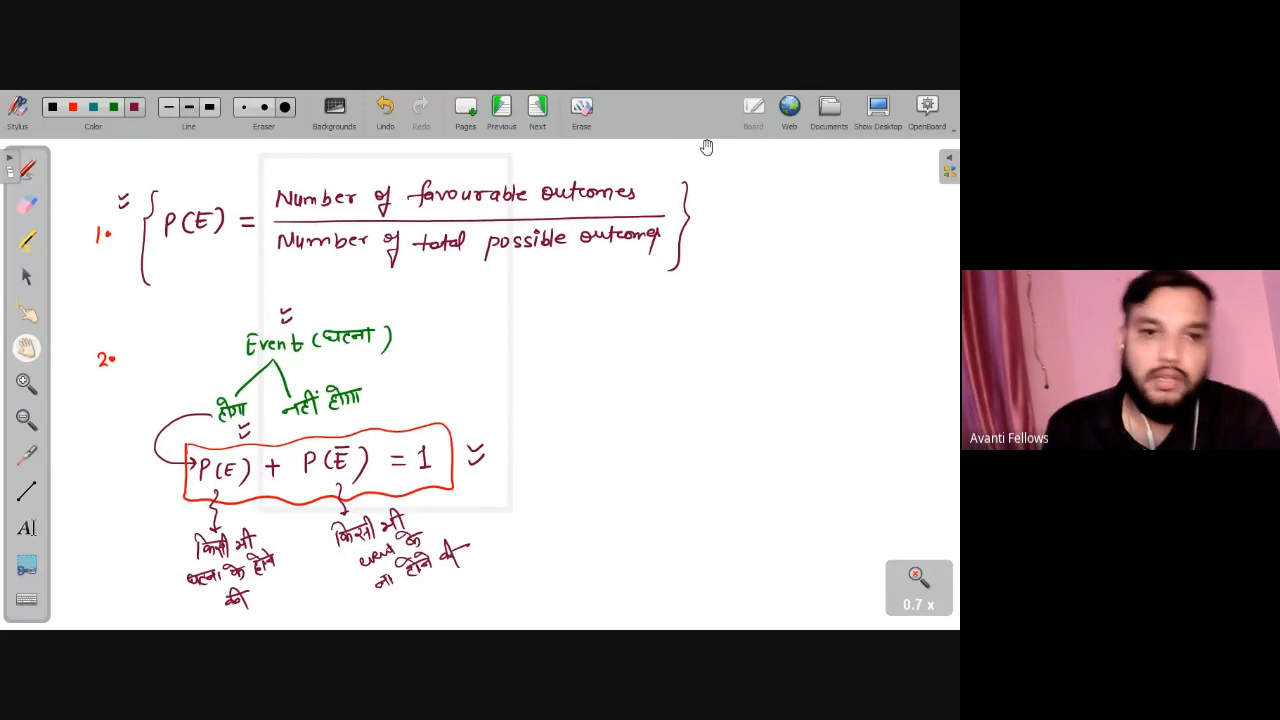 Stylus
Color
Line
Eraser
Backgrounds
Undo
Redo
Pages
Previous
Next
Erase
Board
Web
Documents
Show Desktop
OpenBoard
1. P(E) = Number of favourable outcomes
Number of total possible outcomes
2. Event (घटना)
होगा नहीं होगा
P(E) + P(Ē) = 1
किसी भी
घटना के होने
की
किसी भी
event के
ना होने की
Avanti Fellows
0.7 x